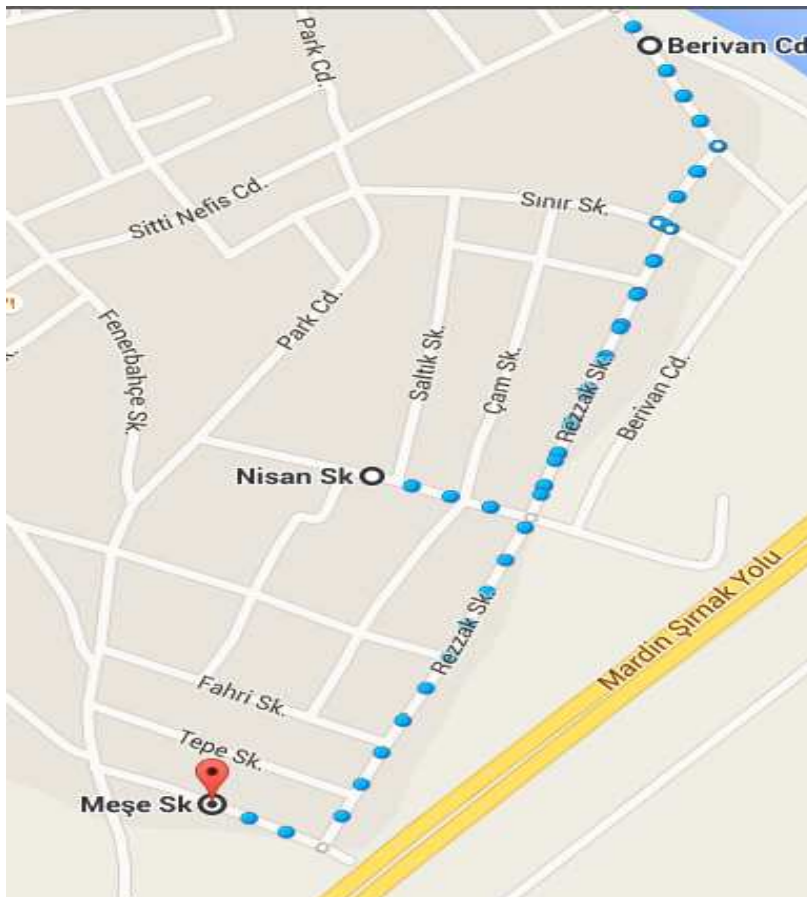 Park Cd.
Berivan Cd
Sitti Nefis Cd.
Sınır Sk.
Park Cd.
Fenerbahçe Sk.
Saltık Sk.
Çam Sk.
Rezzak Sk.
Berivan Cd.
Nisan Sk
Rezzak Sk.
Mardin Şırnak Yolu
Fahri Sk.
Tepe Sk.
Meşe Sk